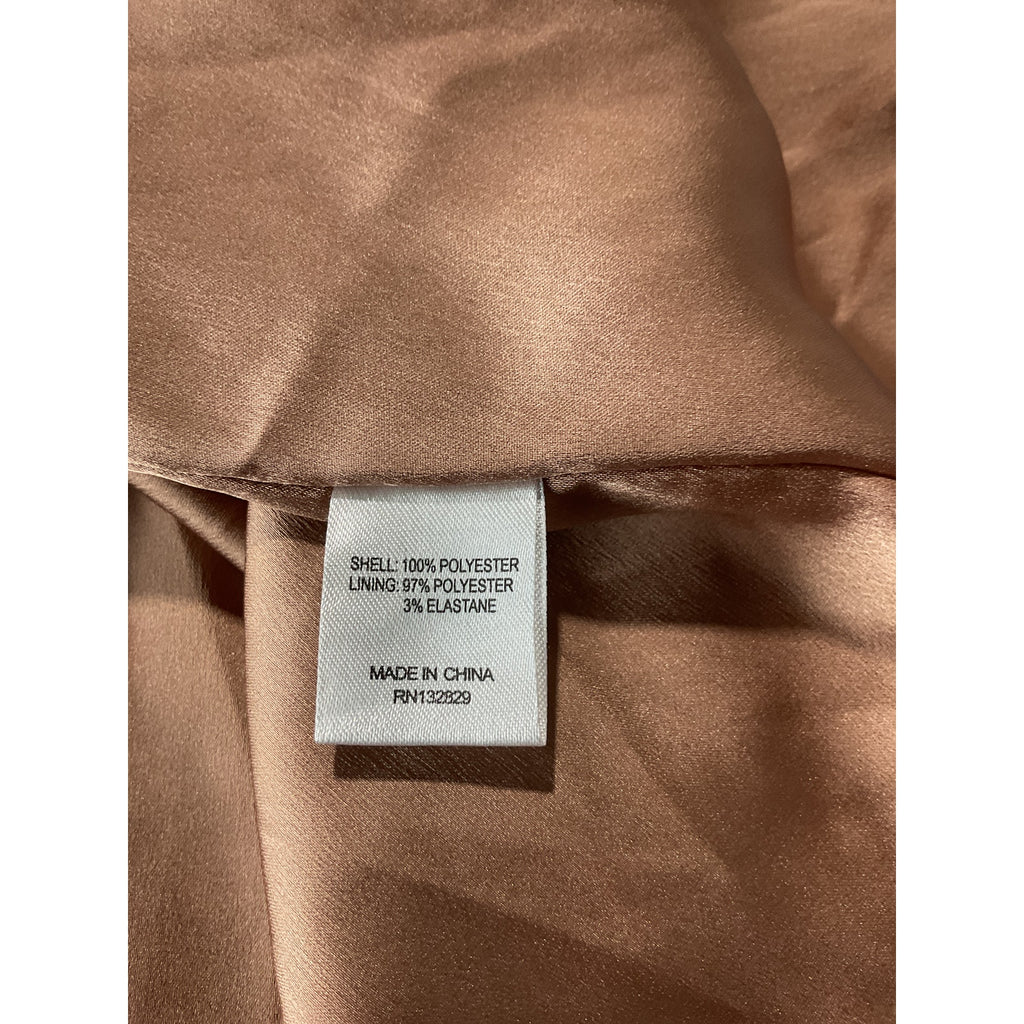 SHELL: 100% POLYESTER
LINING: 97% POLYESTER
3% ELASTANE
MADE IN CHINA
RN132829